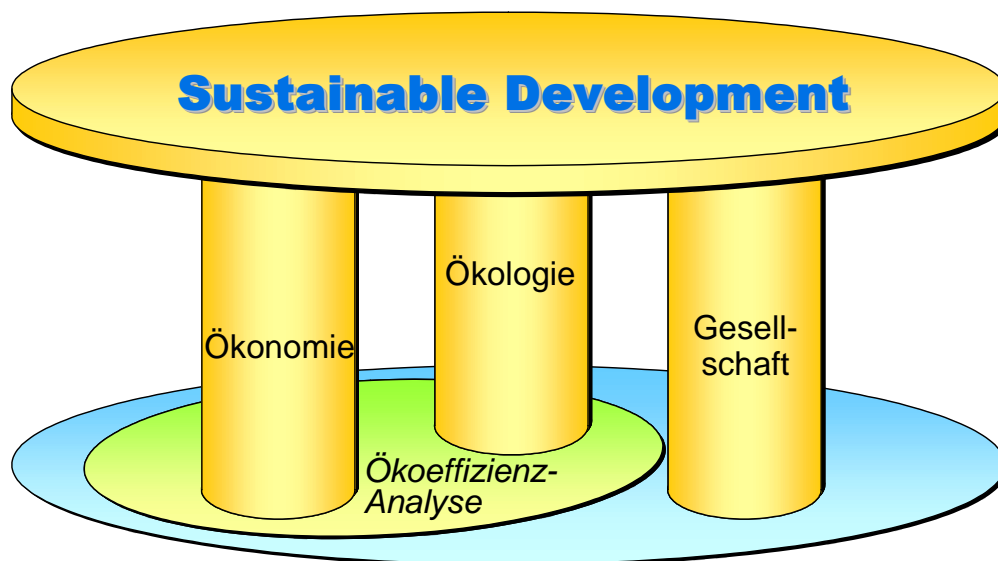 Sustainable Development
Ökologie
Ökonomie
Gesell-
schaft
Ökoeffizienz-
Analyse